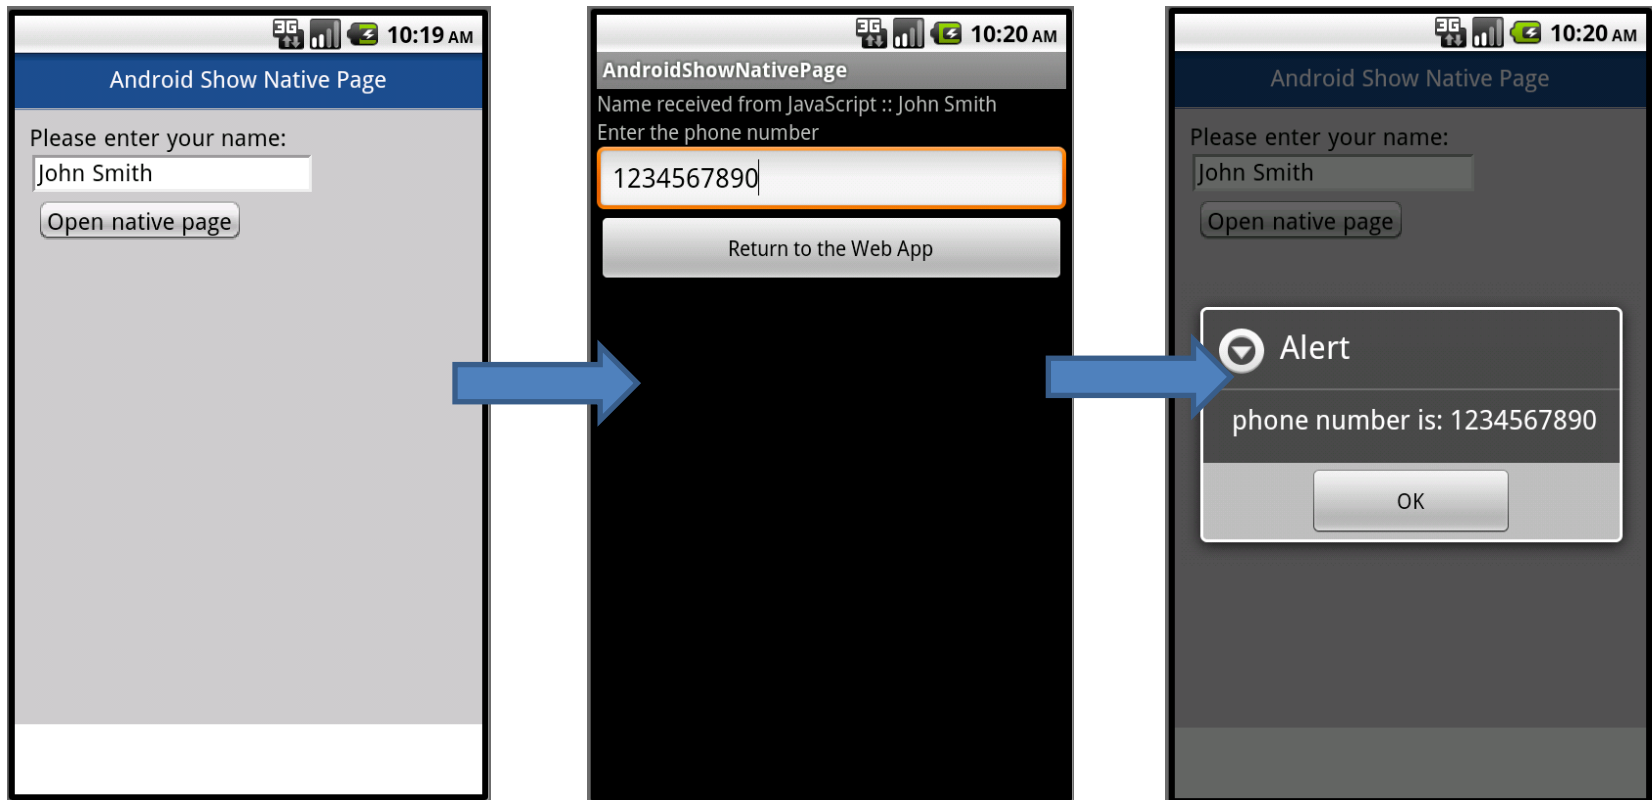 3G 10:19 AM
Android Show Native Page
Please enter your name:
John Smith
Open native page
3G 10:20 AM
AndroidShowNativePage
Name received from JavaScript :: John Smith
Enter the phone number
1234567890
Return to the Web App
3G 10:20 AM
Android Show Native Page
Please enter your name:
John Smith
Open native page
Alert
phone number is: 1234567890
OK